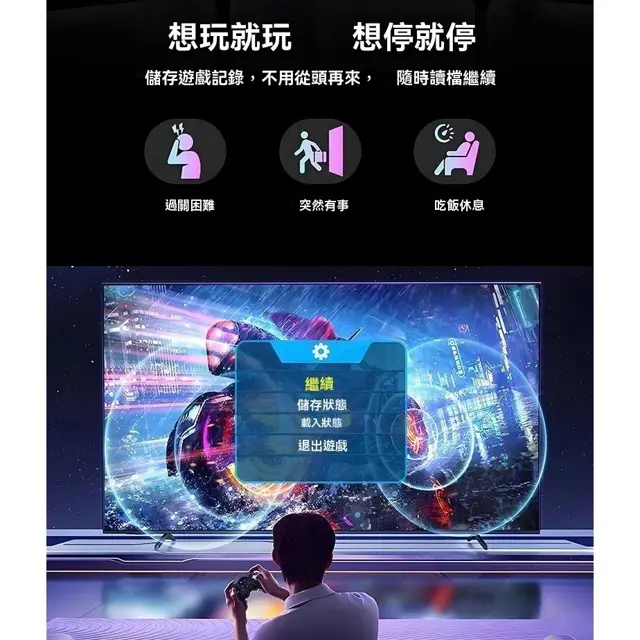 想玩就玩 想停就停
儲存遊戲記錄,不用從頭再來, 隨時讀檔繼續
過關困難 突然有事 吃飯休息
繼續
儲存狀態
載入狀態
退出遊戲